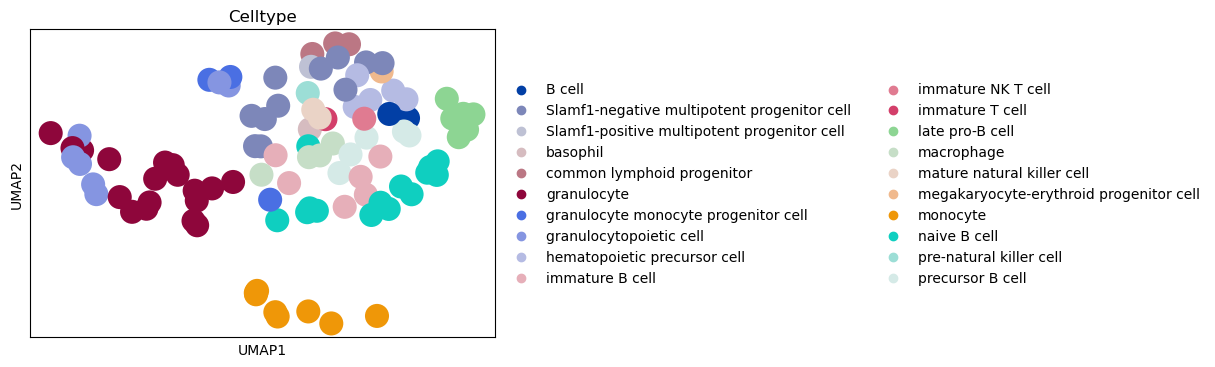 Celltype
UMAP2
UMAP1
B cell
Slamf1-negative multipotent progenitor cell
Slamf1-positive multipotent progenitor cell
basophil
common lymphoid progenitor
granulocyte
granulocyte monocyte progenitor cell
granulocytopoietic cell
hematopoietic precursor cell
immature B cell
immature NK T cell
immature T cell
late pro-B cell
macrophage
mature natural killer cell
megakaryocyte-erythroid progenitor cell
monocyte
naive B cell
pre-natural killer cell
precursor B cell